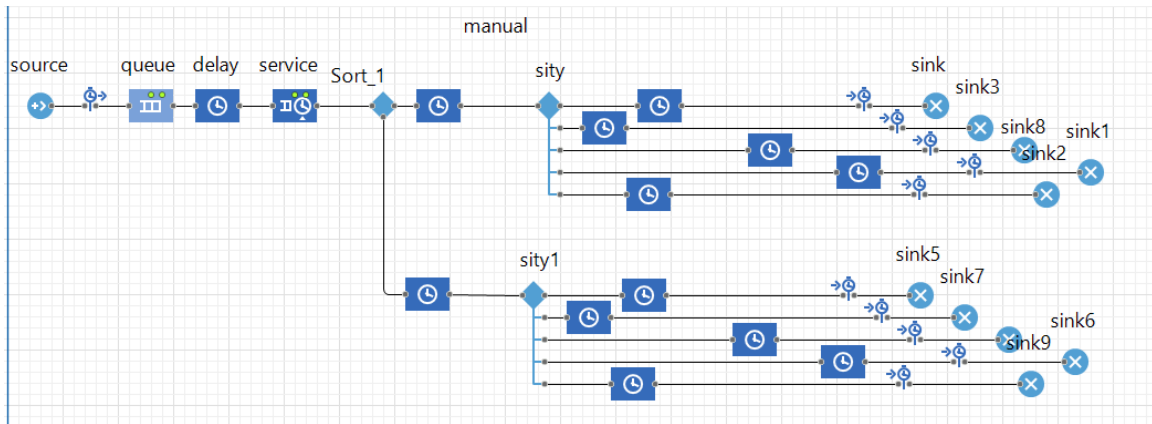 manual
source
queue
delay
service
Sort_1
sity
sink
sink3
sink8
sink1
sink2
sity1
sink5
sink7
sink6
sink9